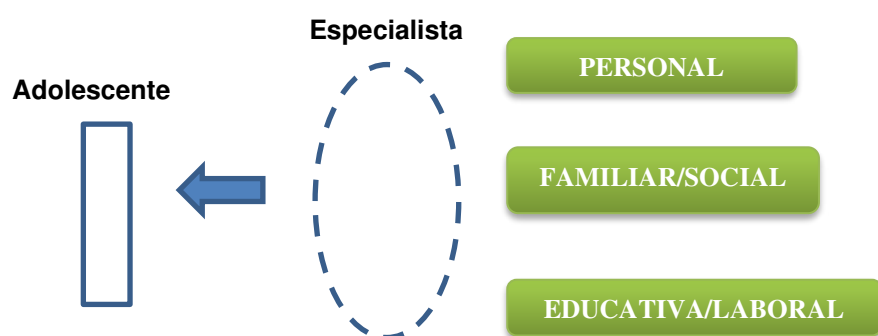 Especialista
Adolescente
PERSONAL
FAMILIAR/SOCIAL
EDUCATIVA/LABORAL